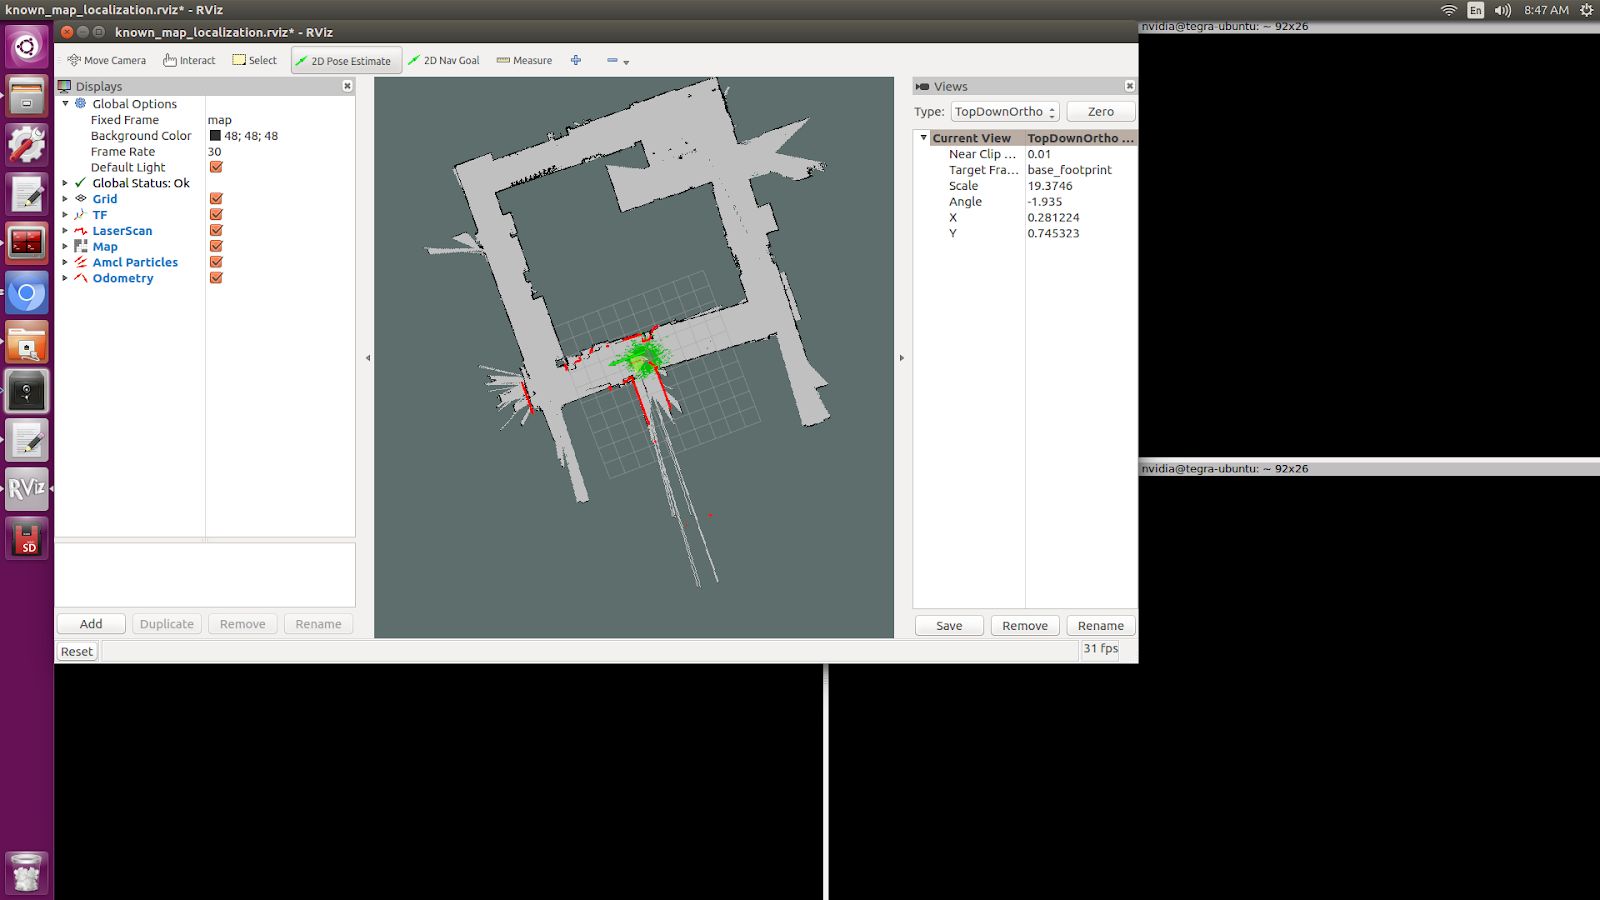 known_map_localization.rviz* - RViz
En
8:47 AM
known_map_localization.rviz* - RViz
nvidia@tegra-ubuntu: ~ 92x26
Move Camera
Interact
Select
2D Pose Estimate
2D Nav Goal
Measure
Displays
Global Options
Fixed Frame map
Background Color 48; 48; 48
Frame Rate 30
Default Light
Global Status: Ok
Grid
TF
LaserScan
Map
Amcl Particles
Odometry
Add
Duplicate
Remove
Rename
Reset
Views
Type: TopDownOrtho Zero
Current View TopDownOrtho ...
Near Clip ... 0.01
Target Fra... base_footprint
Scale 19.3746
Angle -1.935
X 0.281224
Y 0.745323
Save
Remove
Rename
31 fps
nvidia@tegra-ubuntu: ~ 92x26
RViz
SD